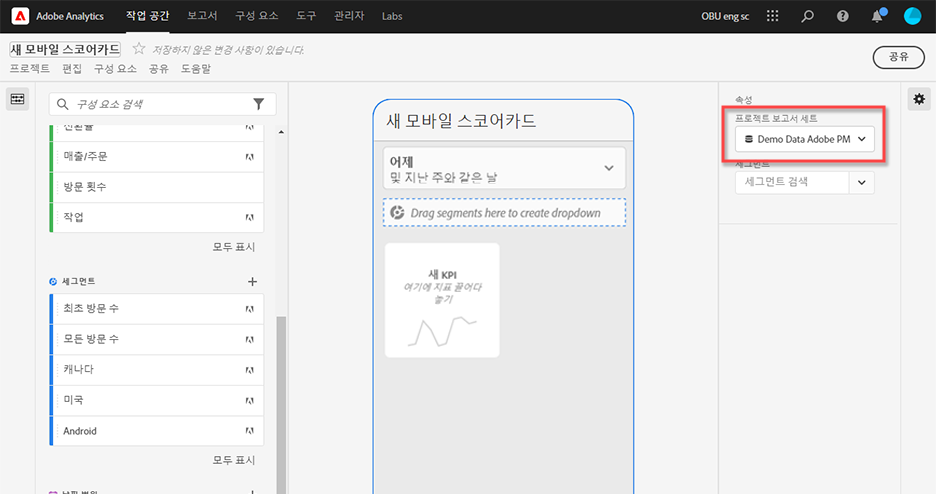 Adobe Analytics 작업 공간 보고서 구성 요소 도구 관리자 Labs OBU eng sc
새 모바일 스코어카드 저장하지 않은 변경 사항이 있습니다.
프로젝트 편집 구성 요소 공유 도움말
공유
구성 요소 검색
전환율
매출/주문
방문 횟수
작업
모두 표시
세그먼트
최초 방문 수
모든 방문 수
캐나다
미국
Android
모두 표시
날짜 범위
새 모바일 스코어카드
어제
및 지난 주와 같은 날
Drag segments here to create dropdown
새 KPI
여기에 지표 끌어다
놓기
속성
프로젝트 보고서 세트
Demo Data Adobe PM
세그먼트
세그먼트 검색